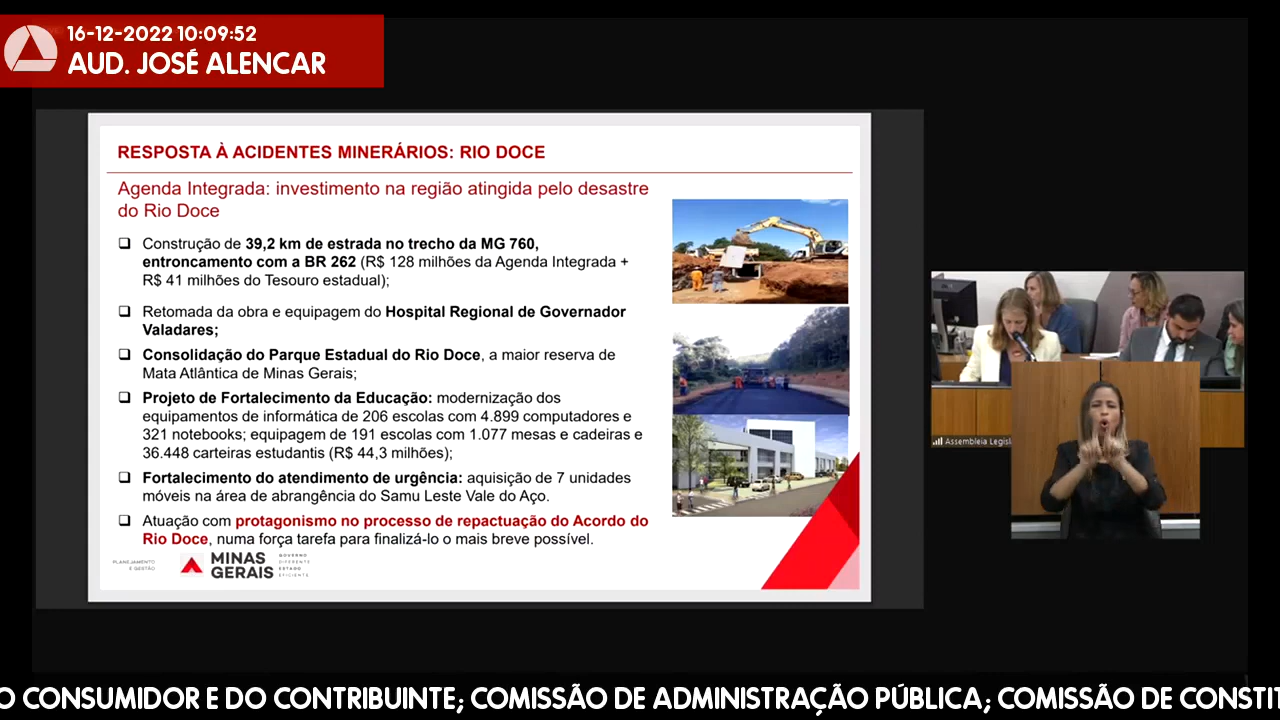 16-12-2022 10:09:52
AUD. JOSÉ ALENCAR
RESPOSTA À ACIDENTES MINERÁRIOS: RIO DOCE
Agenda Integrada: investimento na região atingida pelo desastre
do Rio Doce
❑ Construção de 39,2 km de estrada no trecho da MG 760,
entroncamento com a BR 262 (R$ 128 milhões da Agenda Integrada +
R$ 41 milhões do Tesouro estadual);
❑ Retomada da obra e equipagem do Hospital Regional de Governador
Valadares;
❑ Consolidação do Parque Estadual do Rio Doce, a maior reserva de
Mata Atlântica de Minas Gerais;
❑ Projeto de Fortalecimento da Educação: modernização dos
equipamentos de informática de 206 escolas com 4.899 computadores e
321 notebooks; equipagem de 191 escolas com 1.077 mesas e cadeiras e
36.448 carteiras estudantis (R$ 44,3 milhões);
❑ Fortalecimento do atendimento de urgência: aquisição de 7 unidades
móveis na área de abrangência do Samu Leste Vale do Aço.
❑ Atuação com protagonismo no processo de repactuação do Acordo do
Rio Doce, numa força tarefa para finalizá-lo o mais breve possível.
PLANEJAMENTO
E GESTÃO
MINAS
GERAIS
GOVERNO
DIFERENTE
ESTADO
EFICIENTE
Assembleia Legisl
O CONSUMIDOR E DO CONTRIBUINTE; COMISSÃO DE ADMINISTRAÇÃO PÚBLICA; COMISSÃO DE CONSTIT